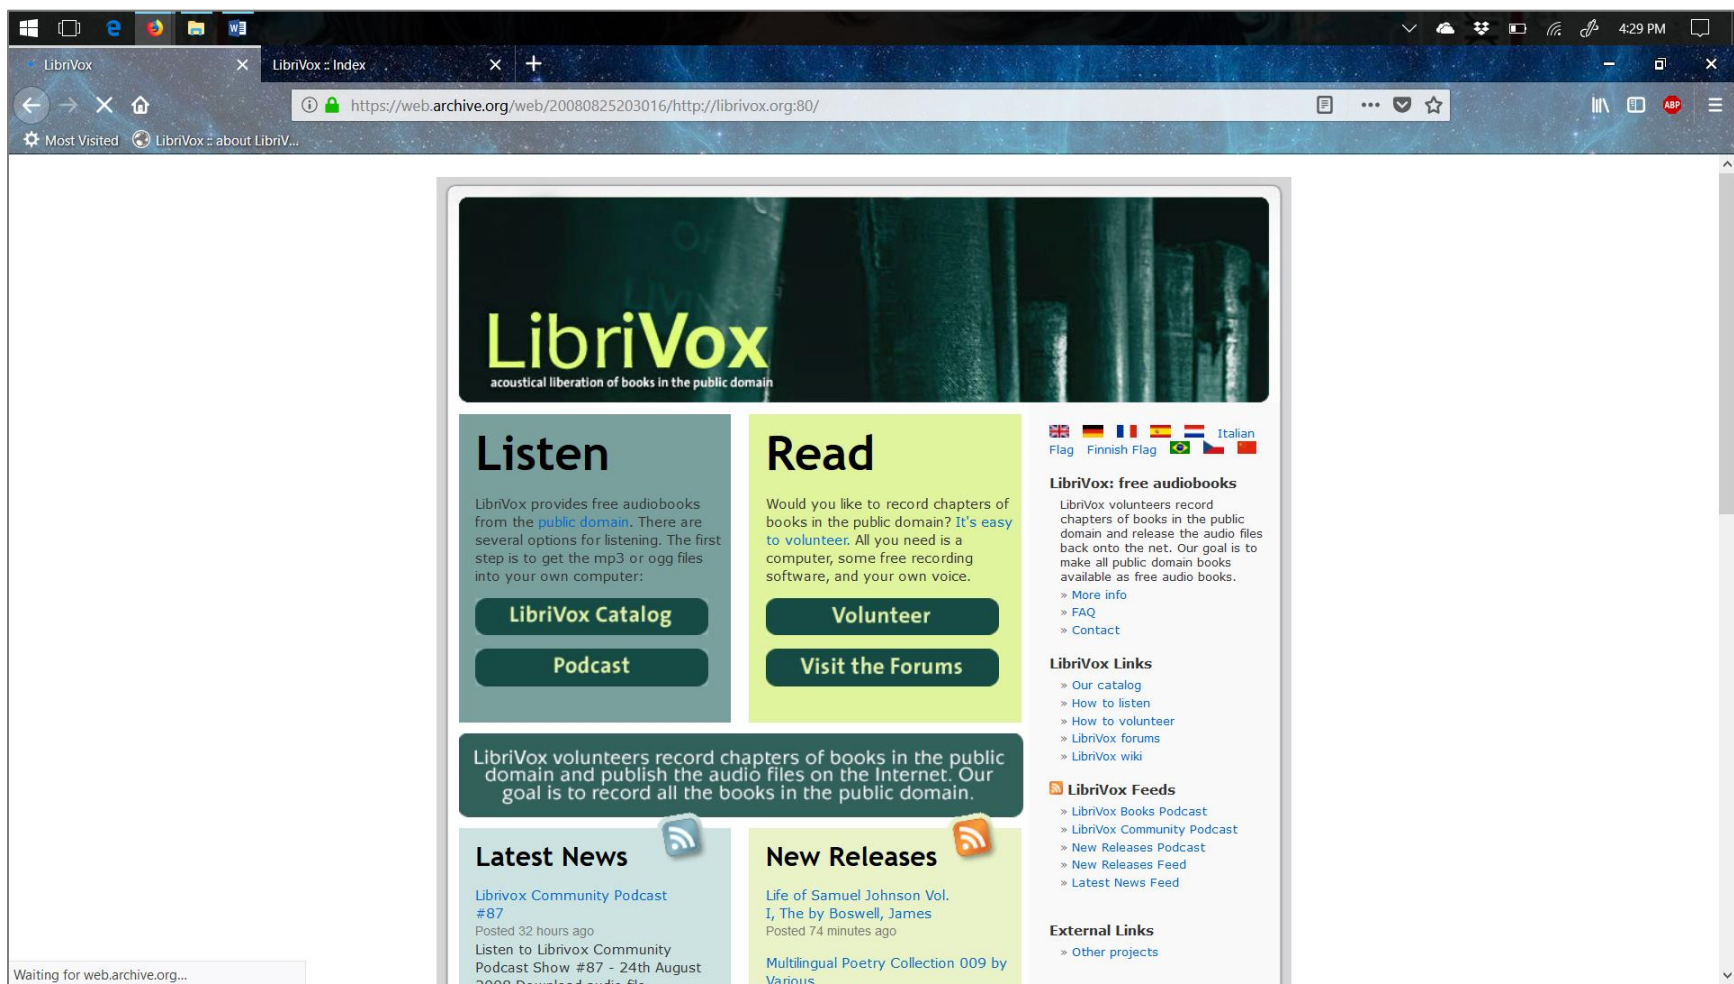 4:29 PM
LibriVox
LibriVox :: Index
https://web.archive.org/web/20080825203016/http://librivox.org:80/
ABP
Most Visited
LibriVox :: about LibriV...
LibriVox
acoustical liberation of books in the public domain
Listen
LibriVox provides free audiobooks
from the public domain. There are
several options for listening. The first
step is to get the mp3 or ogg files
into your own computer:
LibriVox Catalog
Podcast
Read
Would you like to record chapters of
books in the public domain? It's easy
to volunteer. All you need is a
computer, some free recording
software, and your own voice.
Volunteer
Visit the Forums
LibriVox volunteers record chapters of books in the public
domain and publish the audio files on the Internet. Our
goal is to record all the books in the public domain.
Latest News
Librivox Community Podcast
#87
Posted 32 hours ago
Listen to Librivox Community
Podcast Show #87 - 24th August
2008 Download audio file
New Releases
Life of Samuel Johnson Vol.
I, The by Boswell, James
Posted 74 minutes ago
Multilingual Poetry Collection 009 by
Various
Italian
Flag Finnish Flag
LibriVox: free audiobooks
LibriVox volunteers record
chapters of books in the public
domain and release the audio files
back onto the net. Our goal is to
make all public domain books
available as free audio books.
» More info
» FAQ
» Contact
LibriVox Links
» Our catalog
» How to listen
» How to volunteer
» LibriVox forums
» LibriVox wiki
LibriVox Feeds
» LibriVox Books Podcast
» LibriVox Community Podcast
» New Releases Podcast
» New Releases Feed
» Latest News Feed
External Links
» Other projects
Waiting for web.archive.org...